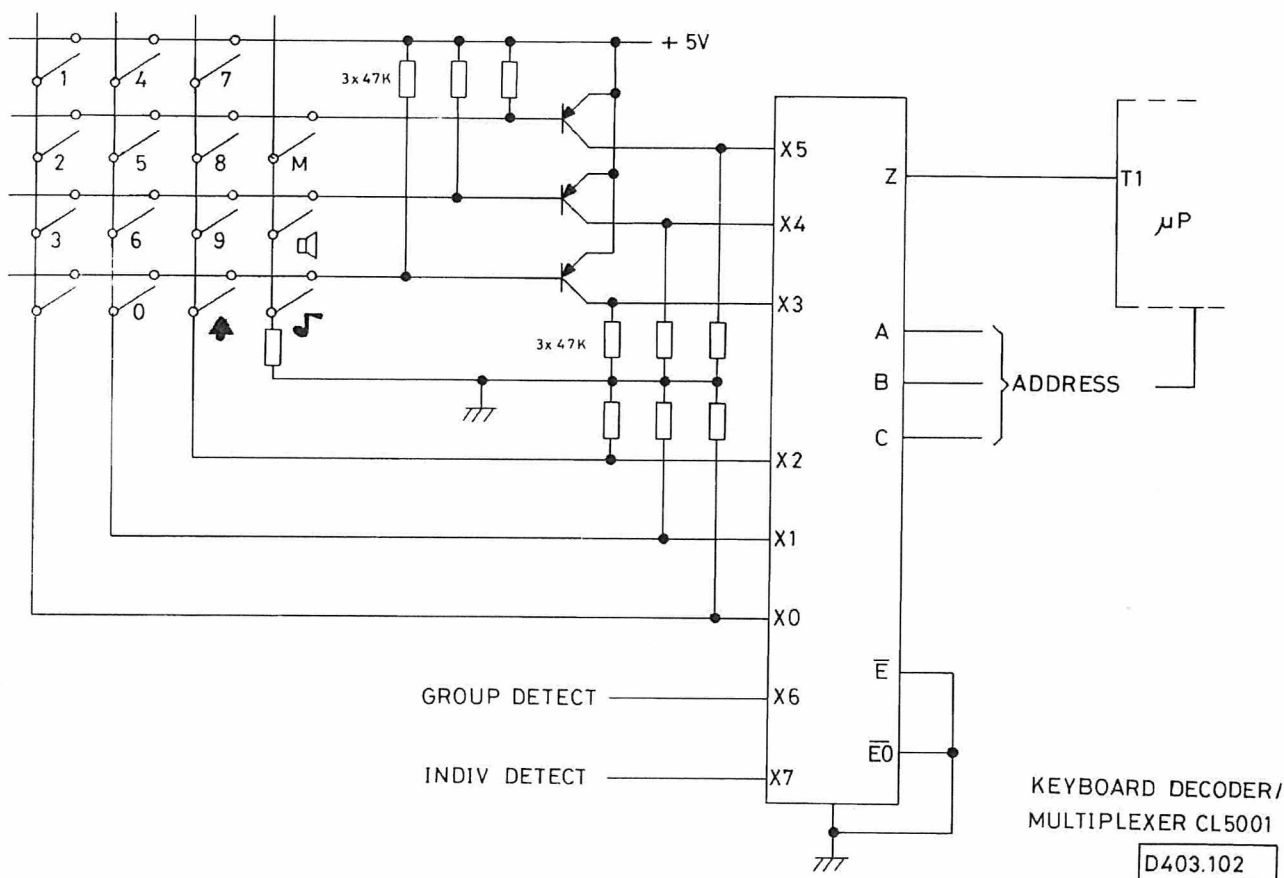 + 5V
3x 47K
1 4 7
2 5 8 M
3 6 9
0
3x 47K
X5
X4
X3
X2
X1
X0
X6
X7
Z
A
B
C
E̅
E̅0̅
T1
μP
ADDRESS
GROUP DETECT
INDIV DETECT
KEYBOARD DECODER/
MULTIPLEXER CL5001
D403.102